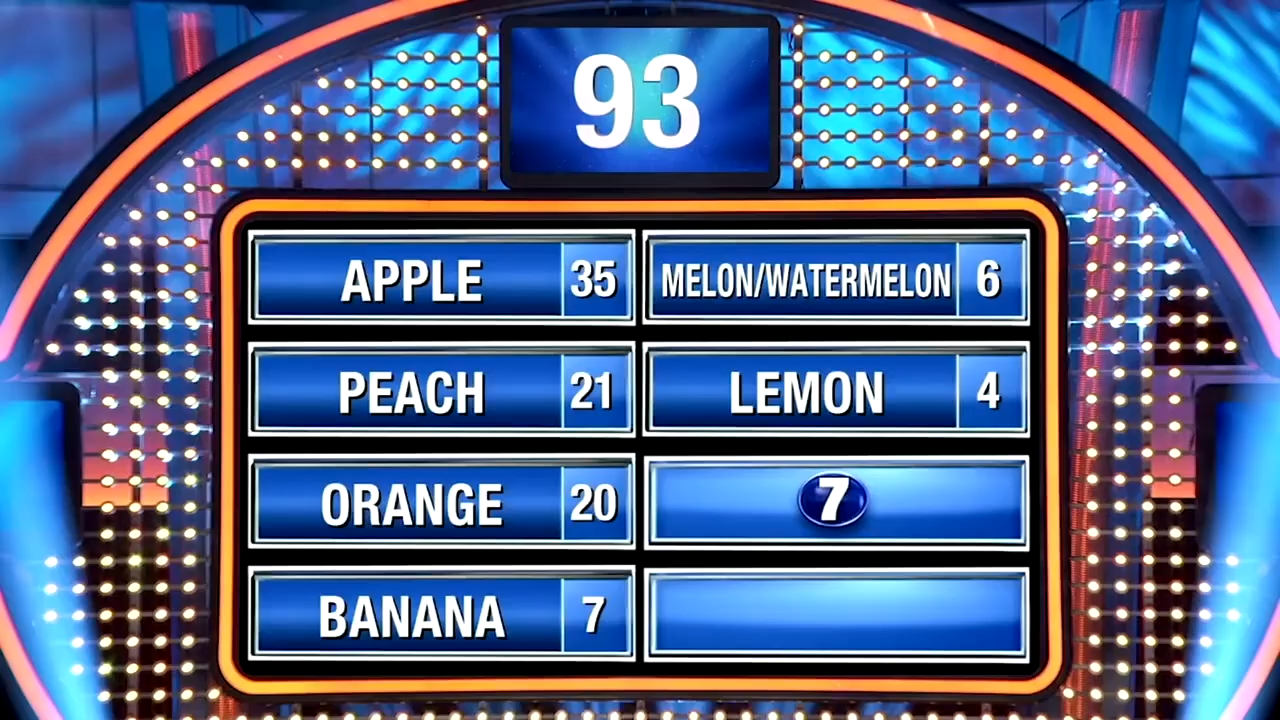 93
APPLE 35
PEACH 21
ORANGE 20
BANANA 7
MELON/WATERMELON 6
LEMON 4
7